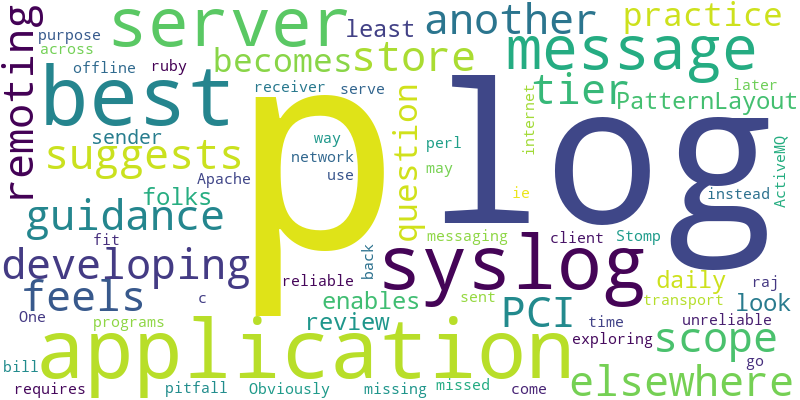 remoting
purpose
across
server
least
another
practice
offline
ruby
becomes
store
message
best
receiver
serve
p
log
tier
later
PatternLayout
sender
suggests
Apache
way
network
use
perl
may
question
internet
ActiveMQ
folks
ie
instead
guidance
fit
messaging
client
Stomp
developing
syslog
back
reliable
daily
raj
feels
c
enables
sent
PCI
transport
look
One
programs
review
time
unreliable
application
exploring
scope
go
bill
requires
pitfall
Obviously
missing
missed
come
elsewhere